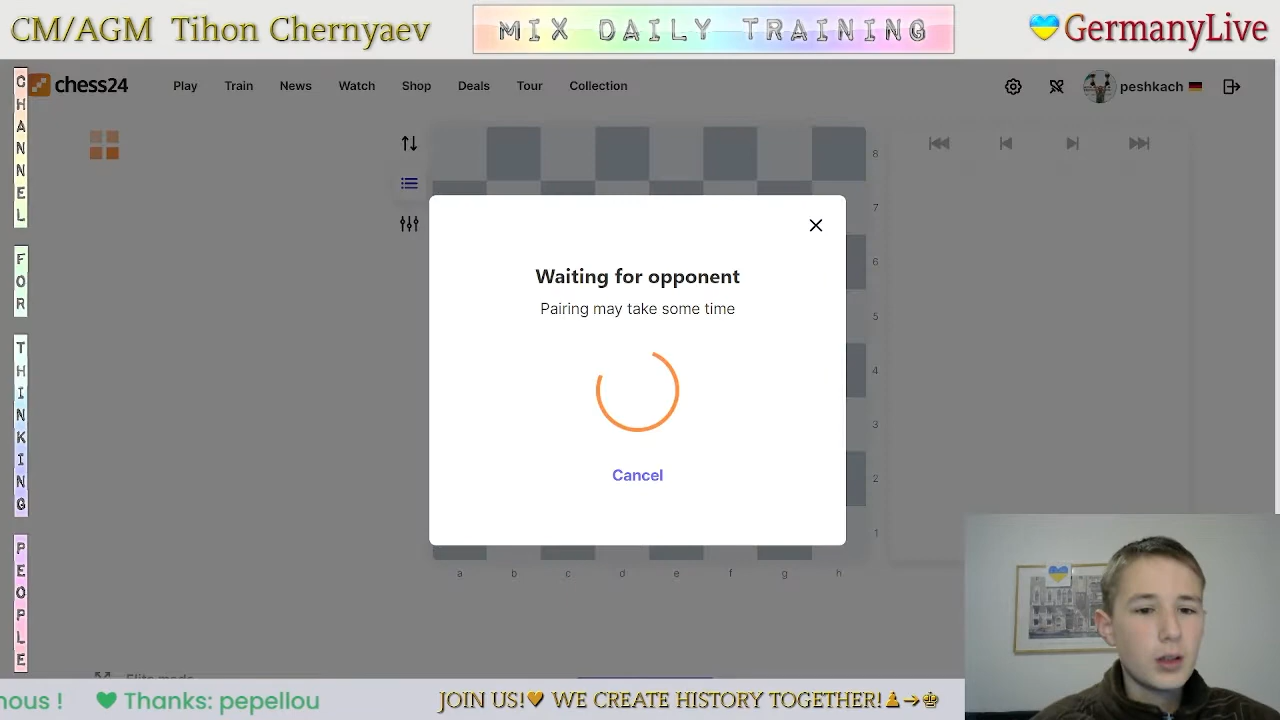 CM/AGM Tihon Chernyaev
MIX DAILY TRAINING
GermanyLive
chess24
Play Train News Watch Shop Deals Tour Collection
peshkach
CHANNEL FOR THINKING PEOPLE
8
7
6
5
4
3
2
1
Waiting for opponent
Pairing may take some time
Cancel
a b c d e f g h
nous !
Thanks: pepellou
JOIN US! WE CREATE HISTORY TOGETHER!